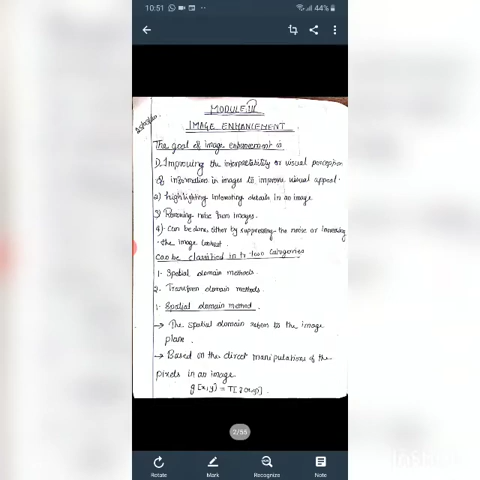 10:51
44%
MODULE III
IMAGE ENHANCEMENT
The goal of image enhancement is
1). Improving the interpretability or visual perception
of information in images to improve visual appeal.
2) highlighting interesting details in an image
3) Removing noise from images.
4) can be done either by suppressing the noise or increasing
the image contrast.
Can be classified in to two categories
1. Spatial domain methods.
2. Transform domain methods.
1. Spatial domain method.
→ The spatial domain refers to the image
plane.
→ Based on the direct manipulations of the
pixels in an image.
g[x,y) = T[
2/55
Rotate Mark Recognize Note